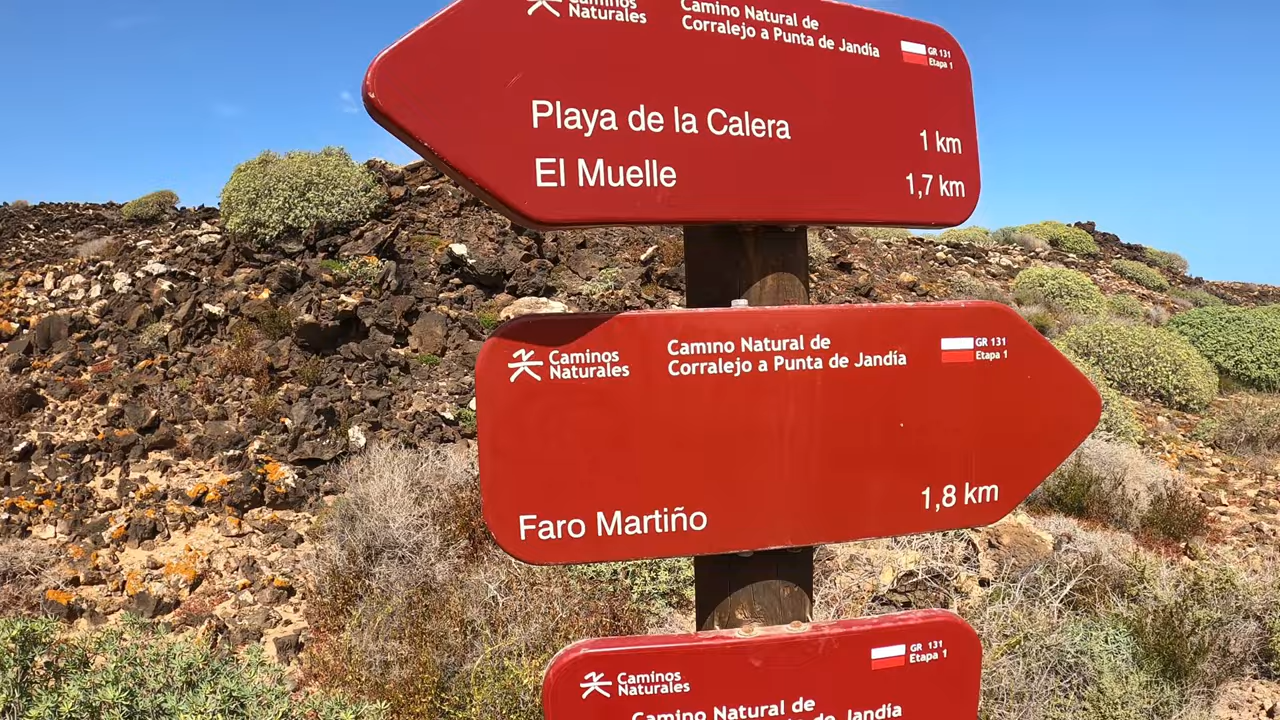 Caminos
Naturales
Camino Natural de
Corralejo a Punta de Jandía
GR 131
Etapa 1
Playa de la Calera 1 km
El Muelle 1,7 km
Caminos
Naturales
Camino Natural de
Corralejo a Punta de Jandía
GR 131
Etapa 1
Faro Martiño 1,8 km
Caminos
Naturales
Camino Natural de
de Jandía
GR 131
Etapa 1